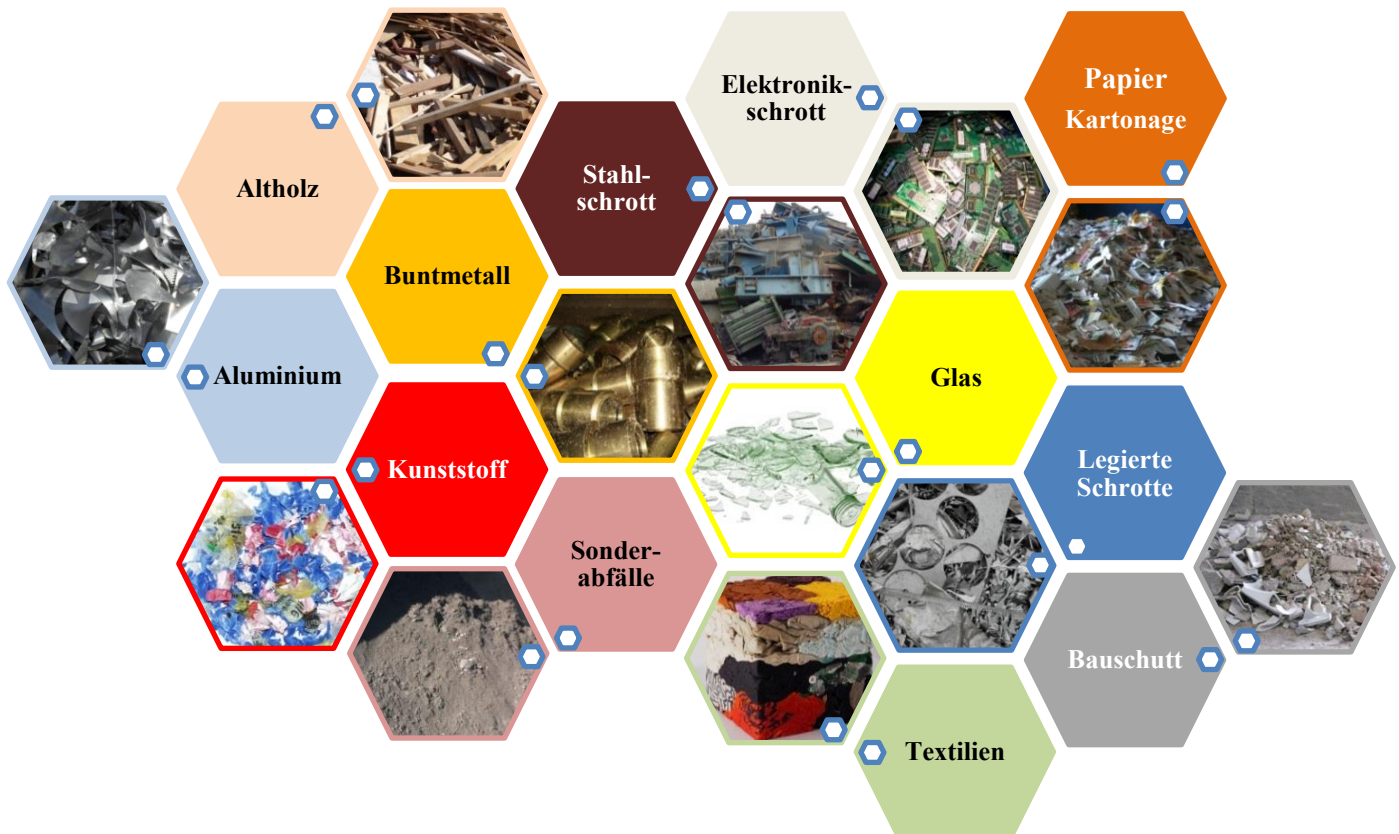 Elektronik-
schrott
Papier
Kartonage
Altholz
Stahl-
schrott
Buntmetall
Aluminium
Glas
Kunststoff
Legierte
Schrotte
Sonder-
abfälle
Bauschutt
Textilien